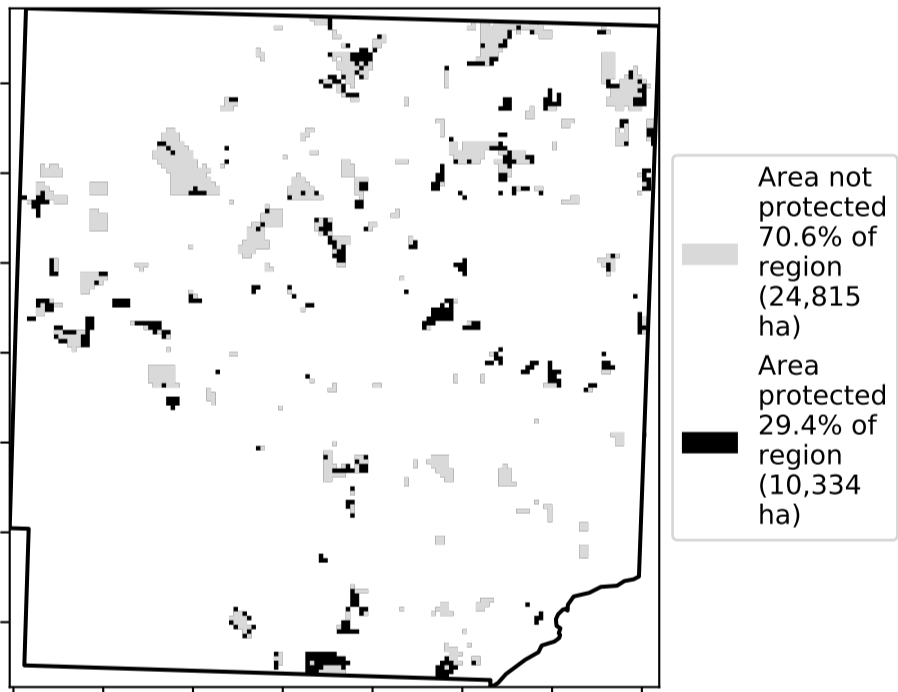 Area not
protected
70.6% of
region
(24,815
ha)
Area
protected
29.4% of
region
(10,334
ha)